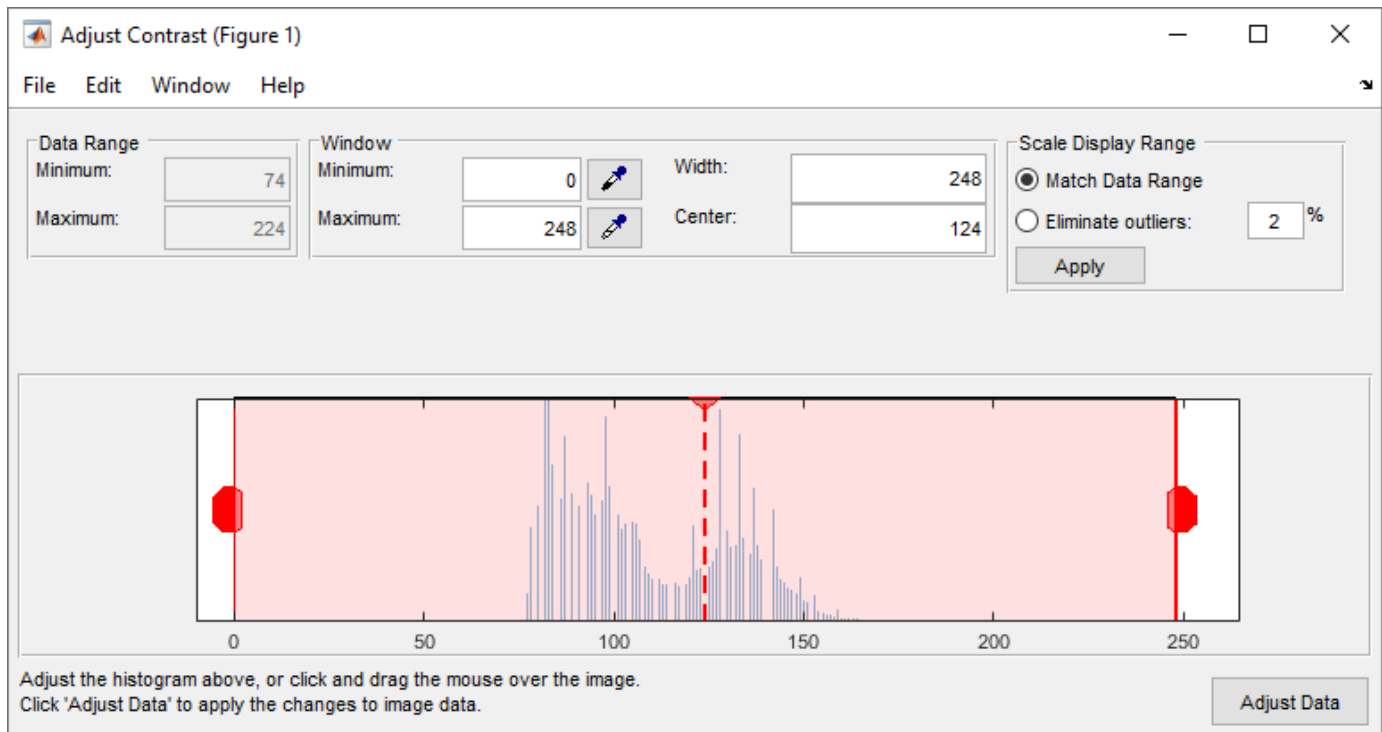 Adjust Contrast (Figure 1)
File Edit Window Help
Data Range
Minimum: 74
Maximum: 224
Window
Minimum: 0
Maximum: 248
Width: 248
Center: 124
Scale Display Range
Match Data Range
Eliminate outliers: 2 %
Apply
0 50 100 150 200 250
Adjust the histogram above, or click and drag the mouse over the image.
Click 'Adjust Data' to apply the changes to image data.
Adjust Data